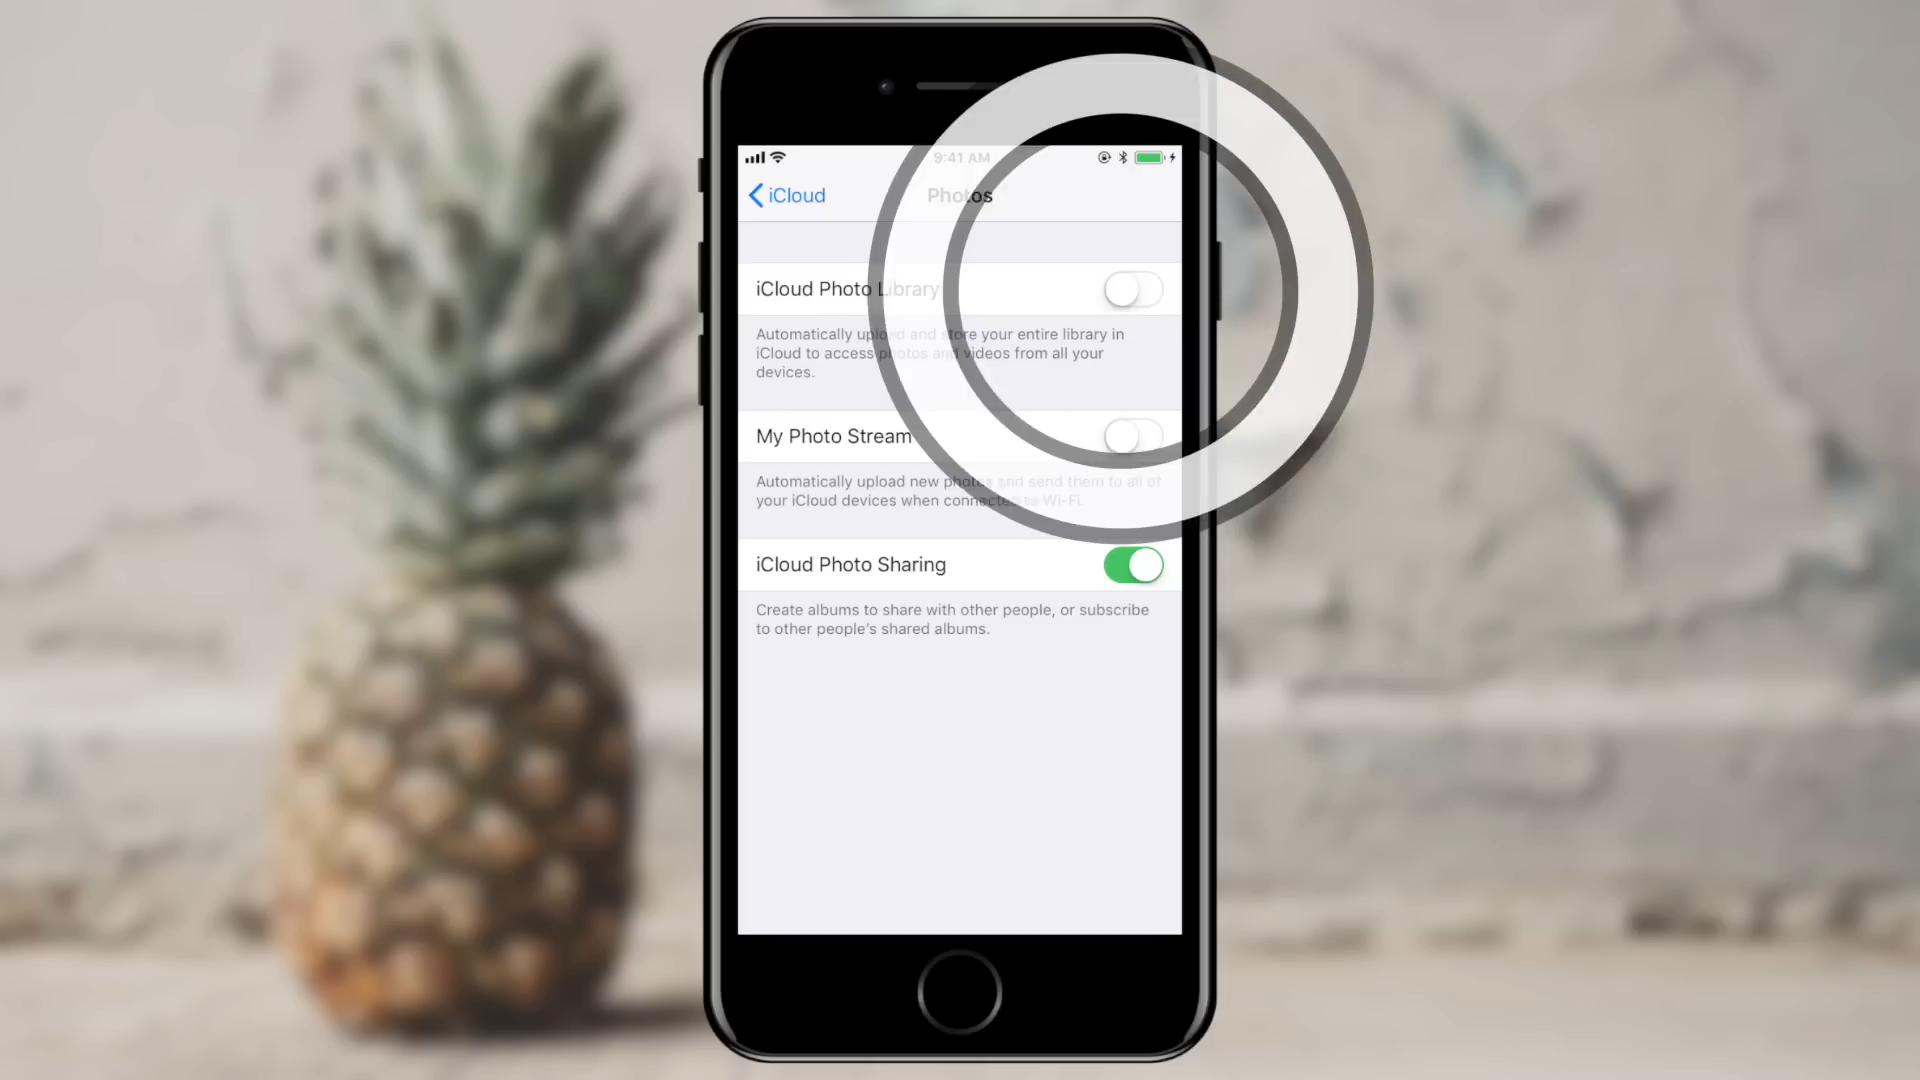 9:41 AM
iCloud
Photos
iCloud Photo Library
Automatically upload and store your entire library in
iCloud to access photos and videos from all your
devices.
My Photo Stream
Automatically upload new photos and send them to all of
your iCloud devices when connected to Wi-Fi.
iCloud Photo Sharing
Create albums to share with other people, or subscribe
to other people's shared albums.